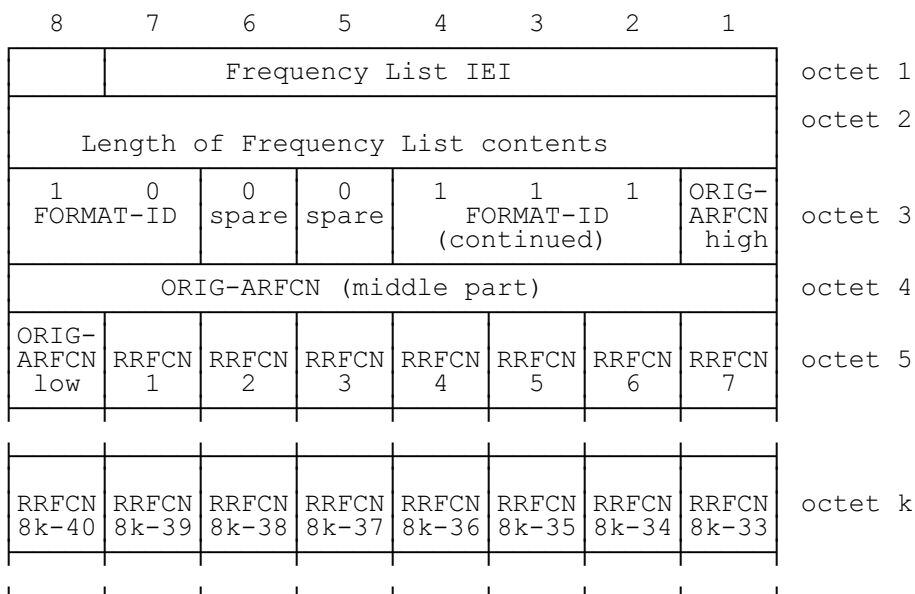 8 7 6 5 4 3 2 1
Frequency List IEI octet 1
octet 2
Length of Frequency List contents
1 0 0 0 1 1 1 ORIG-
FORMAT-ID spare spare FORMAT-ID ARFCN octet 3
(continued) high
ORIG-ARFCN (middle part) octet 4
ORIG-
ARFCN RRFCN RRFCN RRFCN RRFCN RRFCN RRFCN RRFCN octet 5
low 1 2 3 4 5 6 7
RRFCN RRFCN RRFCN RRFCN RRFCN RRFCN RRFCN RRFCN octet k
8k-40 8k-39 8k-38 8k-37 8k-36 8k-35 8k-34 8k-33